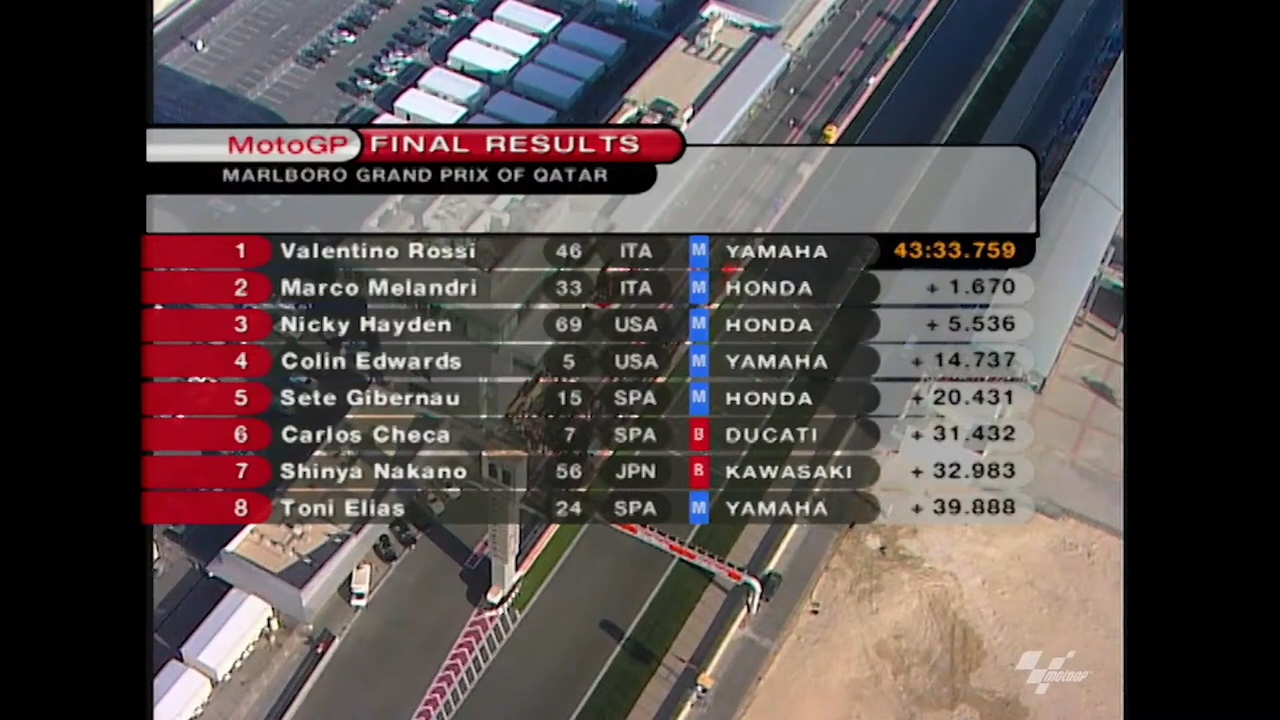 MotoGP FINAL RESULTS
MARLBORO GRAND PRIX OF QATAR
1 Valentino Rossi 46 ITA M YAMAHA 43:33.759
2 Marco Melandri 33 ITA M HONDA + 1.670
3 Nicky Hayden 69 USA M HONDA + 5.536
4 Colin Edwards 5 USA M YAMAHA + 14.737
5 Sete Gibernau 15 SPA M HONDA + 20.431
6 Carlos Checa 7 SPA B DUCATI + 31.432
7 Shinya Nakano 56 JPN B KAWASAKI + 32.983
8 Toni Elias 24 SPA M YAMAHA + 39.888
MotoGP